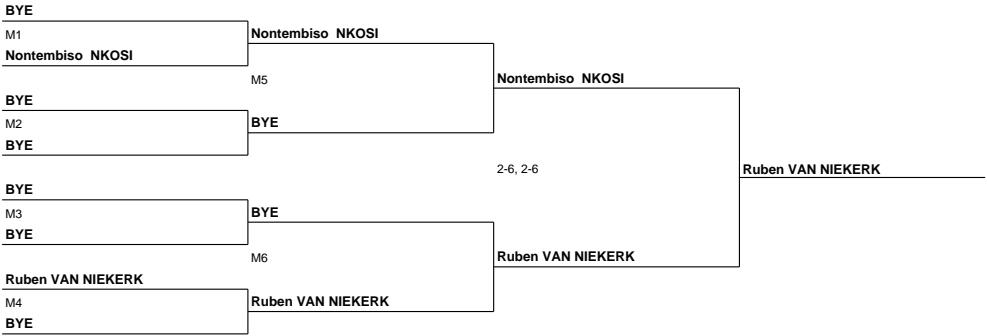 BYE
M1
Nontembiso NKOSI
Nontembiso NKOSI
M5
Nontembiso NKOSI
BYE
M2
BYE
BYE
2-6, 2-6
Ruben VAN NIEKERK
BYE
M3
BYE
BYE
M6
Ruben VAN NIEKERK
Ruben VAN NIEKERK
M4
Ruben VAN NIEKERK
BYE